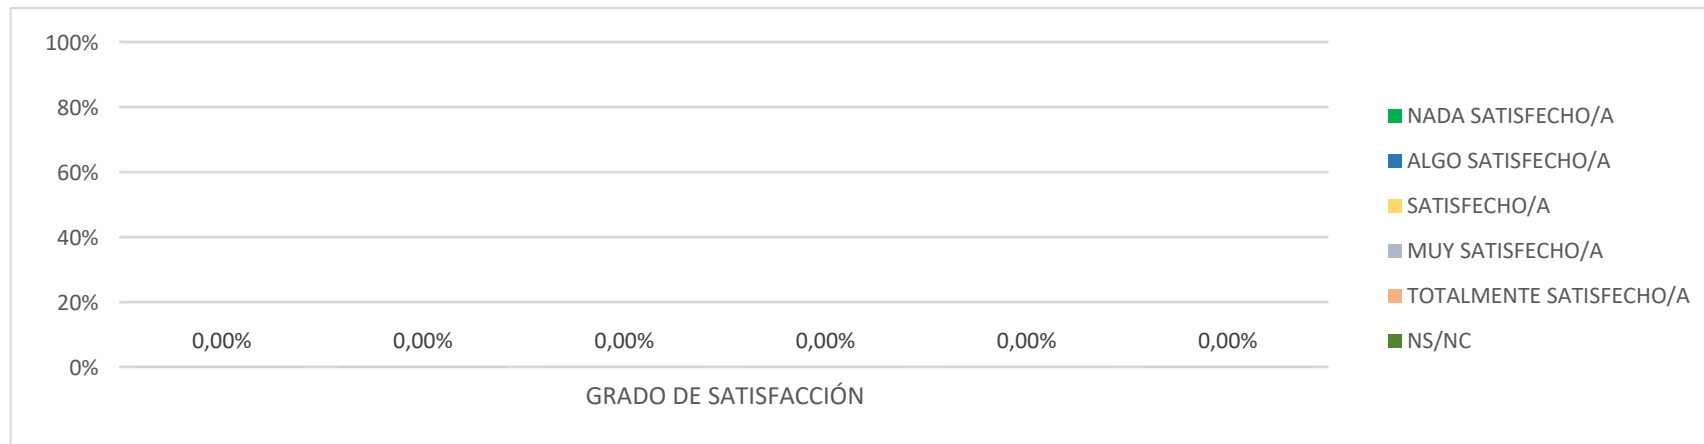 100%
80%
60%
40%
20%
0%
0,00% 0,00% 0,00% 0,00% 0,00% 0,00%
GRADO DE SATISFACCIÓN
NADA SATISFECHO/A
ALGO SATISFECHO/A
SATISFECHO/A
MUY SATISFECHO/A
TOTALMENTE SATISFECHO/A
NS/NC